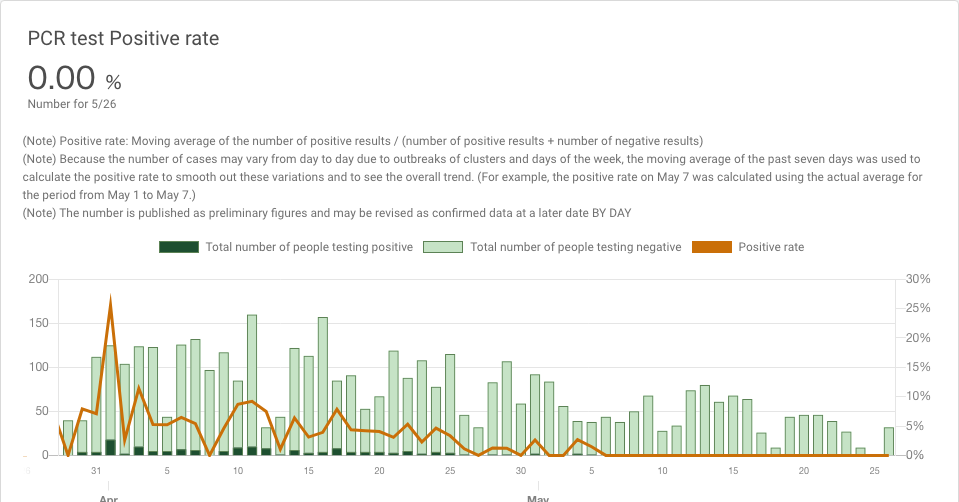 PCR test Positive rate
0.00 %
Number for 5/26
(Note) Positive rate: Moving average of the number of positive results / (number of positive results + number of negative results)
(Note) Because the number of cases may vary from day to day due to outbreaks of clusters and days of the week, the moving average of the past seven days was used to
calculate the positive rate to smooth out these variations and to see the overall trend. (For example, the positive rate on May 7 was calculated using the actual average for
the period from May 1 to May 7.)
(Note) The number is published as preliminary figures and may be revised as confirmed data at a later date BY DAY
Total number of people testing positive Total number of people testing negative Positive rate
200 30%
25%
150
20%
100 15%
10%
50
5%
0 0%
31 5 10 15 20 25 30 5 10 15 20 25
Apr May